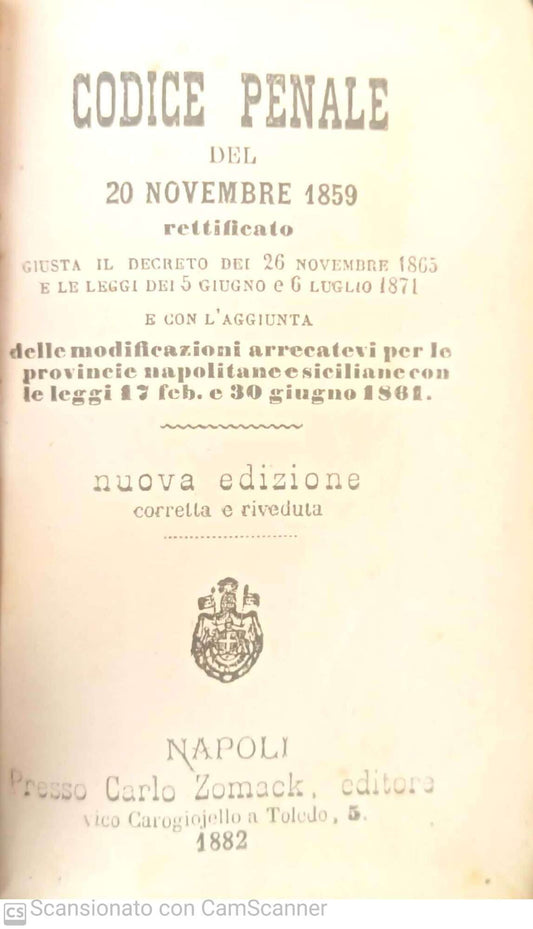 CODICE PENALE
DEL
20 NOVEMBRE 1859
rettificato
GIUSTA IL DECRETO DEI 26 NOVEMBRE 1865
E LE LEGGI DEI 5 GIUGNO e 6 LUGLIO 1871
E CON L'AGGIUNTA
delle modificazioni arrecatevi per le
provincie napolitane e siciliane con
le leggi 17 feb. e 30 giugno 1861.
nuova edizione
corretta e riveduta
NAPOLI
Presso Carlo Zomack, editore
vico Carogiojello a Toledo, 5.
1882
CS Scansionato con CamScanner